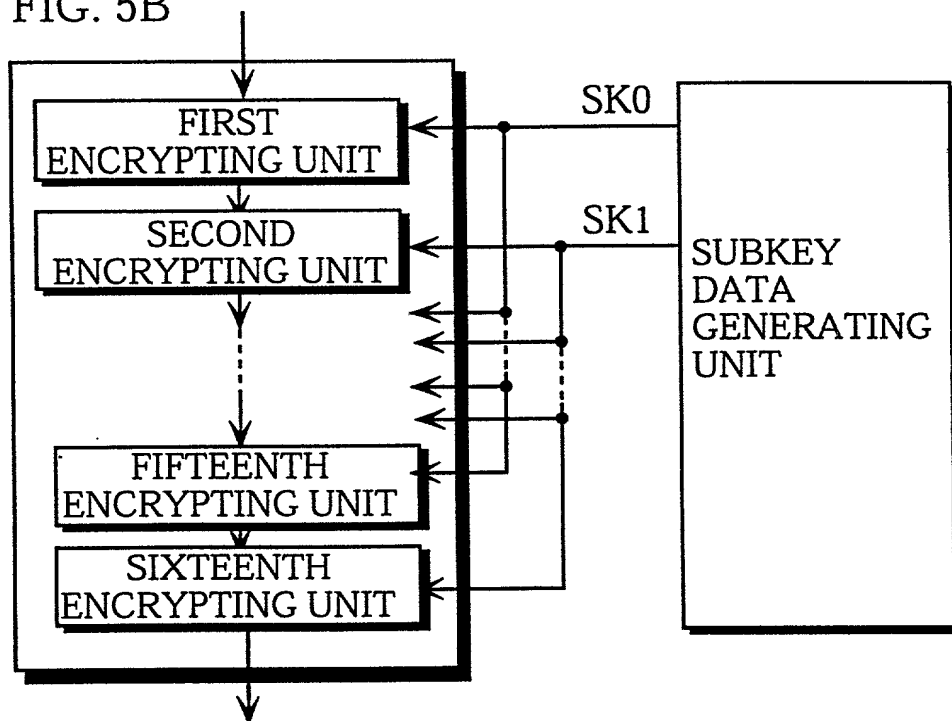 FIG. 5B
FIRST
ENCRYPTING UNIT
SECOND
ENCRYPTING UNIT
FIFTEENTH
ENCRYPTING UNIT
SIXTEENTH
ENCRYPTING UNIT
SK0
SK1
SUBKEY
DATA
GENERATING
UNIT